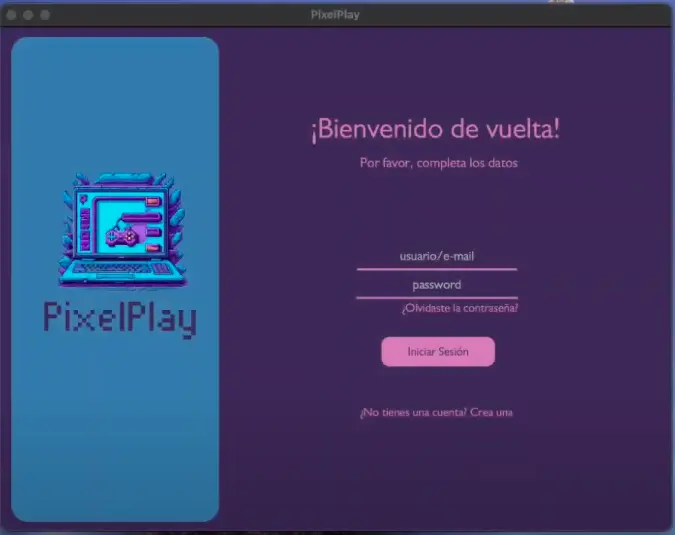 PixelPlay
PixelPlay
¡Bienvenido de vuelta!
Por favor, completa los datos
usuario/e-mail
password
¿Olvidaste la contraseña?
Iniciar Sesión
¿No tienes una cuenta? Crea una